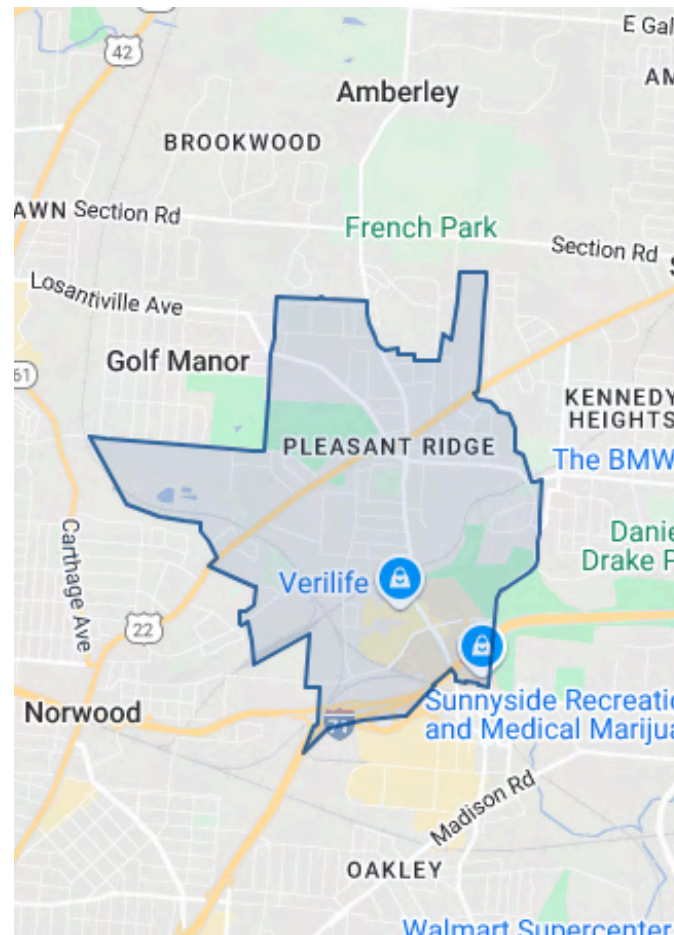 E Gal
42
Amberley
AM
BROOKWOOD
AWN Section Rd
French Park
Section Rd
S
Losantiville Ave
Golf Manor
61
KENNEDY
HEIGHTS
PLEASANT RIDGE
The BMW
Carthage Ave
Danie
Drake P
Verilife
22
Norwood
Sunnyside Recreatio
and Medical Marijua
Madison Rd
OAKLEY
Walmart Supercenter